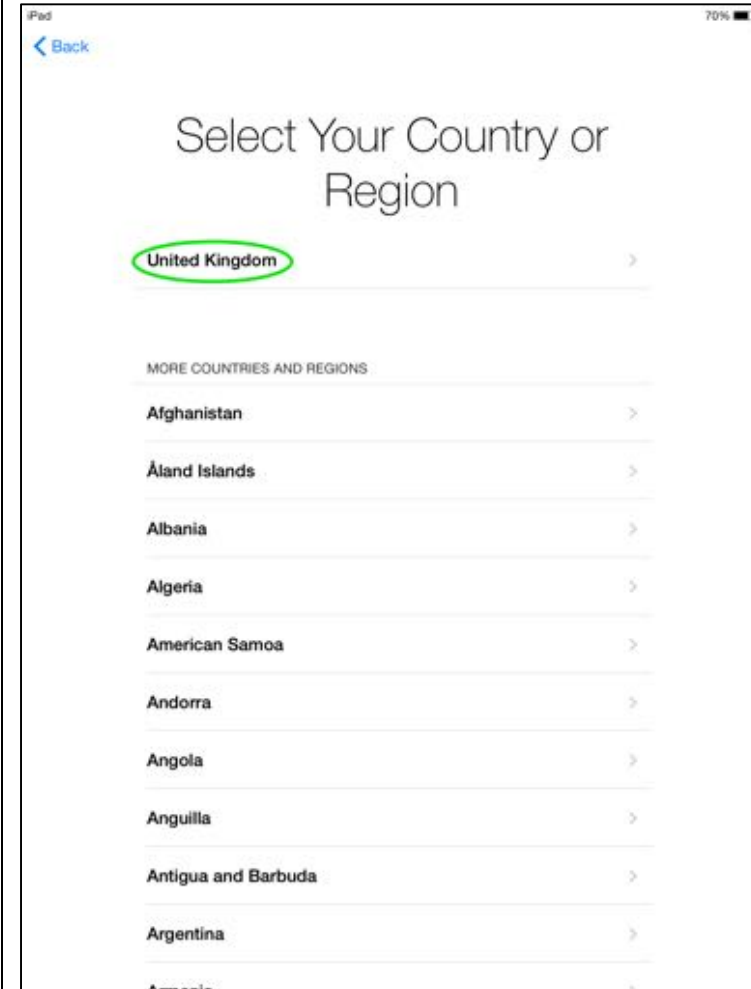 iPad
70%
Back
Select Your Country or
Region
United Kingdom
MORE COUNTRIES AND REGIONS
Afghanistan
Åland Islands
Albania
Algeria
American Samoa
Andorra
Angola
Anguilla
Antigua and Barbuda
Argentina